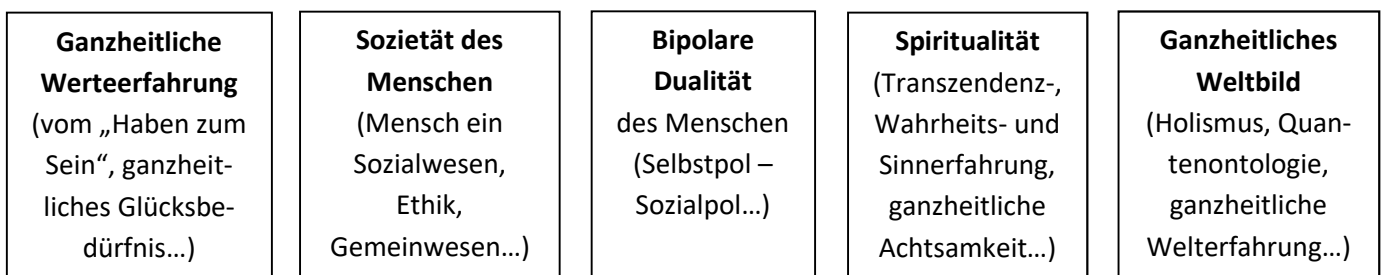 Ganzheitliche
Werteerfahrung
(vom „Haben zum
Sein“, ganzheit-
liches Glücksbe-
dürfnis…)
Sozietät des
Menschen
(Mensch ein
Sozialwesen,
Ethik,
Gemeinwesen…)
Bipolare
Dualität
des Menschen
(Selbstpol –
Sozialpol…)
Spiritualität
(Transzendenz-,
Wahrheits- und
Sinnerfahrung,
ganzheitliche
Achtsamkeit…)
Ganzheitliches
Weltbild
(Holismus, Quan-
tenontologie,
ganzheitliche
Welterfahrung…)